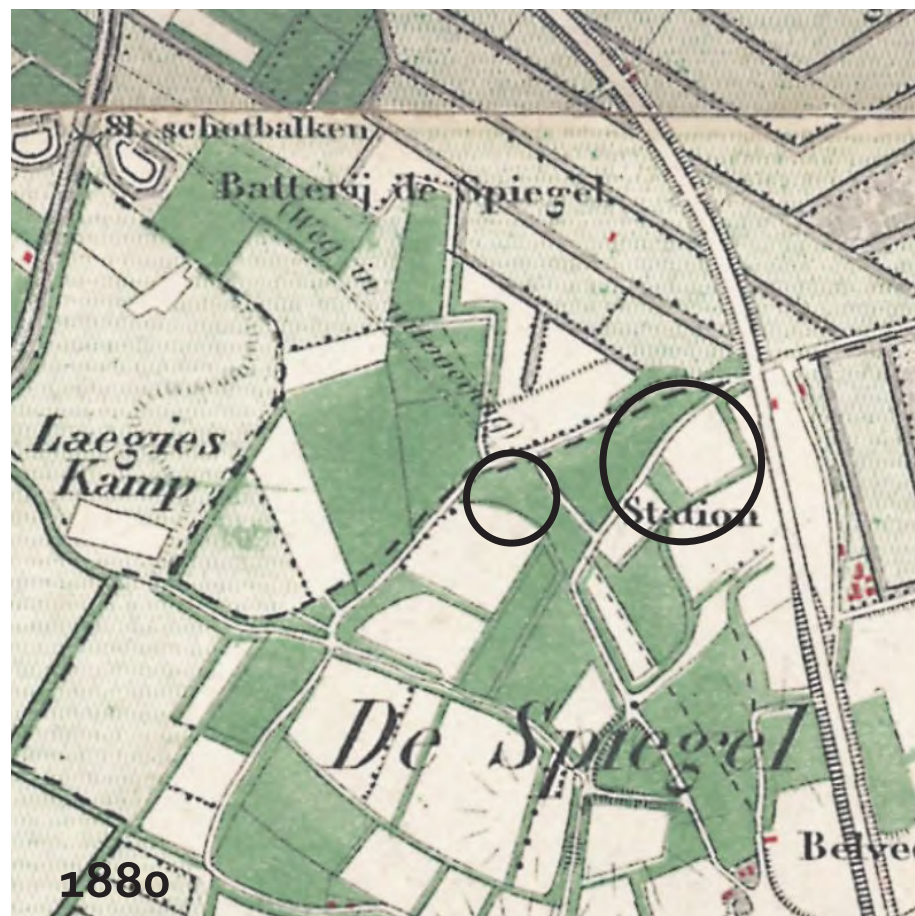 Sl. schotbalken
Batterij de Spiegel
(Weg in
Laegies
Kamp
Station
De Spiegel
1880